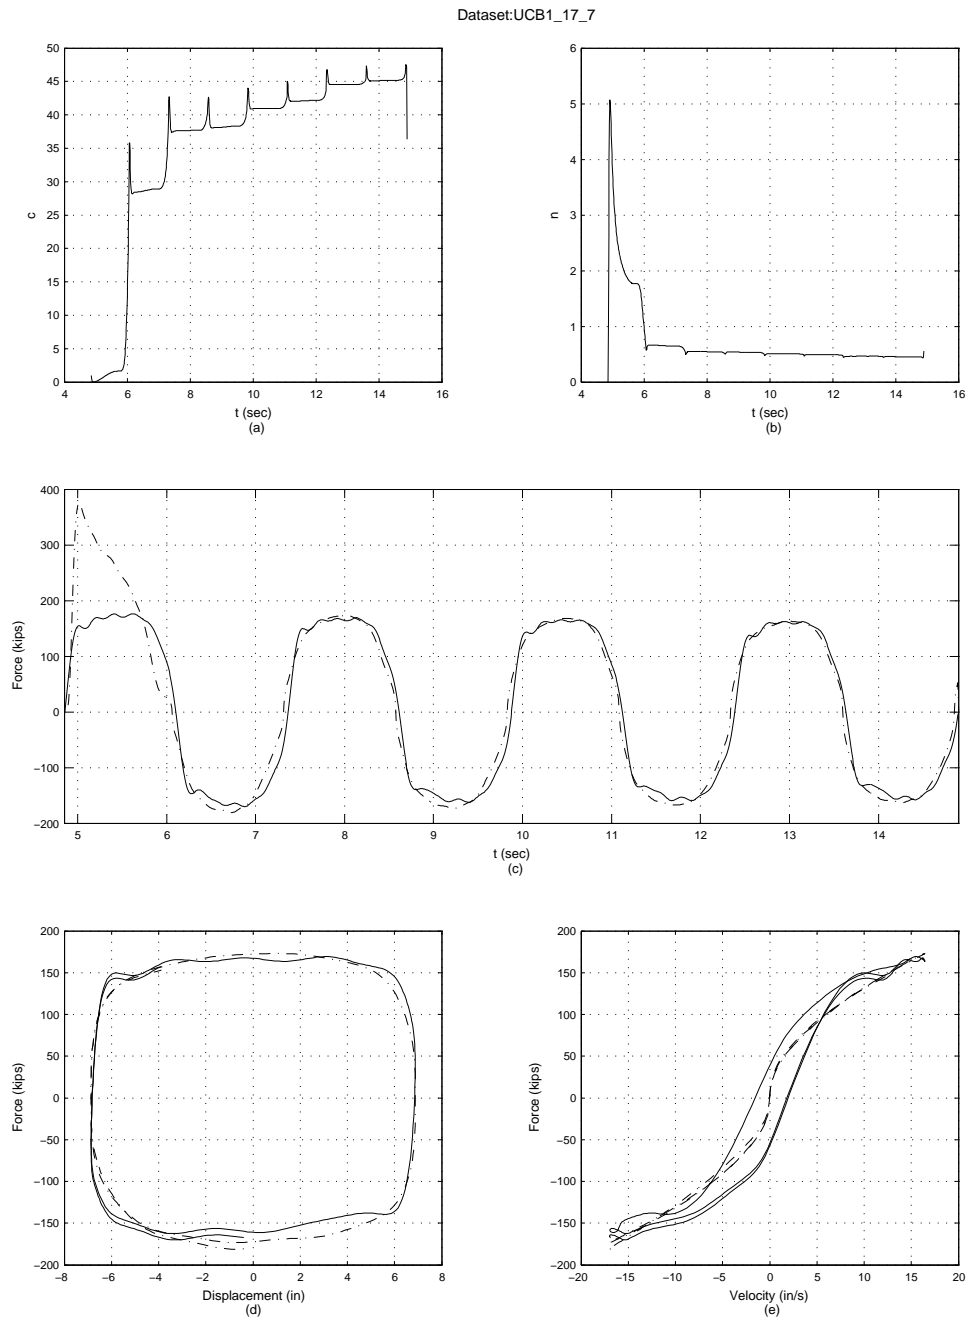 Dataset:UCB1_17_7
50
45
40
35
30
25
20
15
10
5
0
c
4 6 8 10 12 14 16
t (sec)
(a)
6
5
4
3
2
1
0
n
4 6 8 10 12 14 16
t (sec)
(b)
400
300
200
100
0
−100
−200
Force (kips)
5 6 7 8 9 10 11 12 13 14
t (sec)
(c)
200
150
100
50
0
−50
−100
−150
−200
Force (kips)
−8 −6 −4 −2 0 2 4 6 8
Displacement (in)
(d)
200
150
100
50
0
−50
−100
−150
−200
Force (kips)
−20 −15 −10 −5 0 5 10 15 20
Velocity (in/s)
(e)